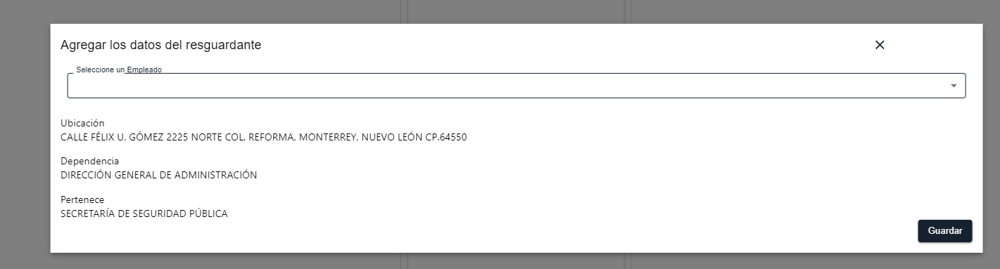 Agregar los datos del resguardante
Seleccione un Empleado
Ubicación
CALLE FÉLIX U. GÓMEZ 2225 NORTE COL. REFORMA, MONTERREY, NUEVO LEÓN CP.64550
Dependencia
DIRECCIÓN GENERAL DE ADMINISTRACIÓN
Pertenece
SECRETARÍA DE SEGURIDAD PÚBLICA
Guardar